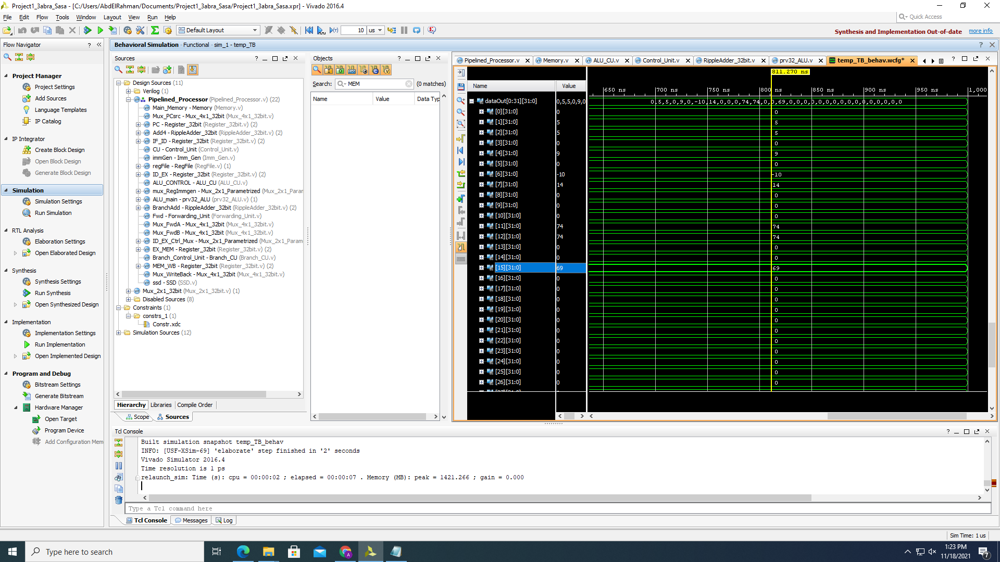 Project1_3abra_Sasa - [C:/Users/AbdElRahman/Documents/Project1_3abra_Sasa/Project1_3abra_Sasa.xpr] - Vivado 2016.4
File Edit Flow Tools Window Layout View Run Help
Quick Access
Default Layout
10 us
Synthesis and Implementation Out-of-date more info
Flow Navigator
Project Manager
Project Settings
Add Sources
Language Templates
IP Catalog
IP Integrator
Create Block Design
Open Block Design
Generate Block Design
Simulation
Simulation Settings
Run Simulation
RTL Analysis
Elaboration Settings
Open Elaborated Design
Synthesis
Synthesis Settings
Run Synthesis
Open Synthesized Design
Implementation
Implementation Settings
Run Implementation
Open Implemented Design
Program and Debug
Bitstream Settings
Generate Bitstream
Hardware Manager
Open Target
Program Device
Add Configuration Mem
Behavioral Simulation - Functional - sim_1 - temp_TB
Sources
Design Sources (11)
Verilog (1)
Pipelined_Processor (Pipelined_Processor.v) (22)
Main_Memory - Memory (Memory.v)
Mux_PCsrc - Mux_4x1_32bit (Mux_4x1_32bit.v)
PC - Register_32bit (Register_32bit.v) (2)
Add4 - RippleAdder_32bit (RippleAdder_32bit.v) (2)
IF_ID - Register_32bit (Register_32bit.v) (2)
CU - Control_Unit (Control_Unit.v)
immGen - Imm_Gen (Imm_Gen.v)
regFile - RegFile (RegFile.v) (1)
ID_EX - Register_32bit (Register_32bit.v) (2)
ALU_CONTROL - ALU_CU (ALU_CU.v)
mux_RegImmgen - Mux_2x1_Parametrized (Mux_2x1_Parar
ALU_main - prv32_ALU (prv32_ALU.v) (1)
BranchAdd - RippleAdder_32bit (RippleAdder_32bit.v) (2)
Fwd - Forwarding_Unit (Forwarding_Unit.v)
Mux_FwdA - Mux_4x1_32bit (Mux_4x1_32bit.v)
Mux_FwdB - Mux_4x1_32bit (Mux_4x1_32bit.v)
ID_EX_Ctrl_Mux - Mux_2x1_Parametrized (Mux_2x1_Param
EX_MEM - Register_32bit (Register_32bit.v) (2)
Branch_Control_Unit - Branch_CU (Branch_CU.v)
MEM_WB - Register_32bit (Register_32bit.v) (2)
Mux_WriteBack - Mux_4x1_32bit (Mux_4x1_32bit.v)
ssd - SSD (SSD.v)
Mux_2x1_32bit (Mux_2x1_32bit.v) (1)
Disabled Sources (8)
Constraints (1)
constrs_1 (1)
Constr.xdc
Simulation Sources (12)
Hierarchy Libraries Compile Order
Scope Sources
Objects
Search: MEM (0 matches)
Name Value Data Typ
Pipelined_Processor.v Memory.v ALU_CU.v Control_Unit.v RippleAdder_32bit.v prv32_ALU.v temp_TB_behav.wcfg*
811.270 ns
Name Value
650 ns 700 ns 750 ns 800 ns 850 ns 900 ns 950 ns 1,000
dataOut[0:31][31:0] 0,5,5,0,9,0 0,5,5,0,9,0,-10,14,0,0,0,74,74,0,0,69,0,0,0,0,0,0,0,0,0,0,0,0,0,0,0,0
[0][31:0] 0 0
[1][31:0] 5 5
[2][31:0] 5 5
[3][31:0] 0 0
[4][31:0] 9 9
[5][31:0] 0 0
[6][31:0] -10 -10
[7][31:0] 14 14
[8][31:0] 0 0
[9][31:0] 0 0
[10][31:0] 0 0
[11][31:0] 74 74
[12][31:0] 74 74
[13][31:0] 0 0
[14][31:0] 0 0
[15][31:0] 69 69
[16][31:0] 0 0
[17][31:0] 0 0
[18][31:0] 0 0
[19][31:0] 0 0
[20][31:0] 0 0
[21][31:0] 0 0
[22][31:0] 0 0
[23][31:0] 0 0
[24][31:0] 0 0
[25][31:0] 0 0
[26][31:0] 0 0
Tcl Console
Built simulation snapshot temp_TB_behav
INFO: [USF-XSim-69] 'elaborate' step finished in '2' seconds
Vivado Simulator 2016.4
Time resolution is 1 ps
relaunch_sim: Time (s): cpu = 00:00:02 ; elapsed = 00:00:07 . Memory (MB): peak = 1421.266 ; gain = 0.000
Type a Tcl command here
Tcl Console Messages Log
Sim Time: 1 us
Type here to search
1:23 PM
11/18/2021
7